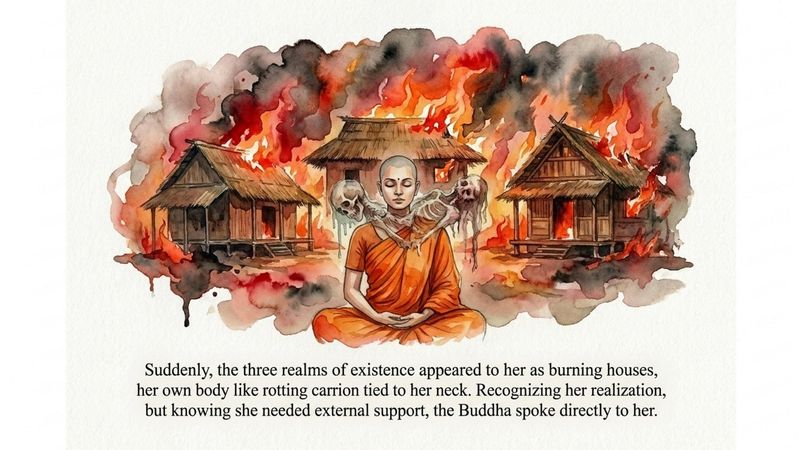 Suddenly, the three realms of existence appeared to her as burning houses,
her own body like rotting carrion tied to her neck. Recognizing her realization,
but knowing she needed external support, the Buddha spoke directly to her.